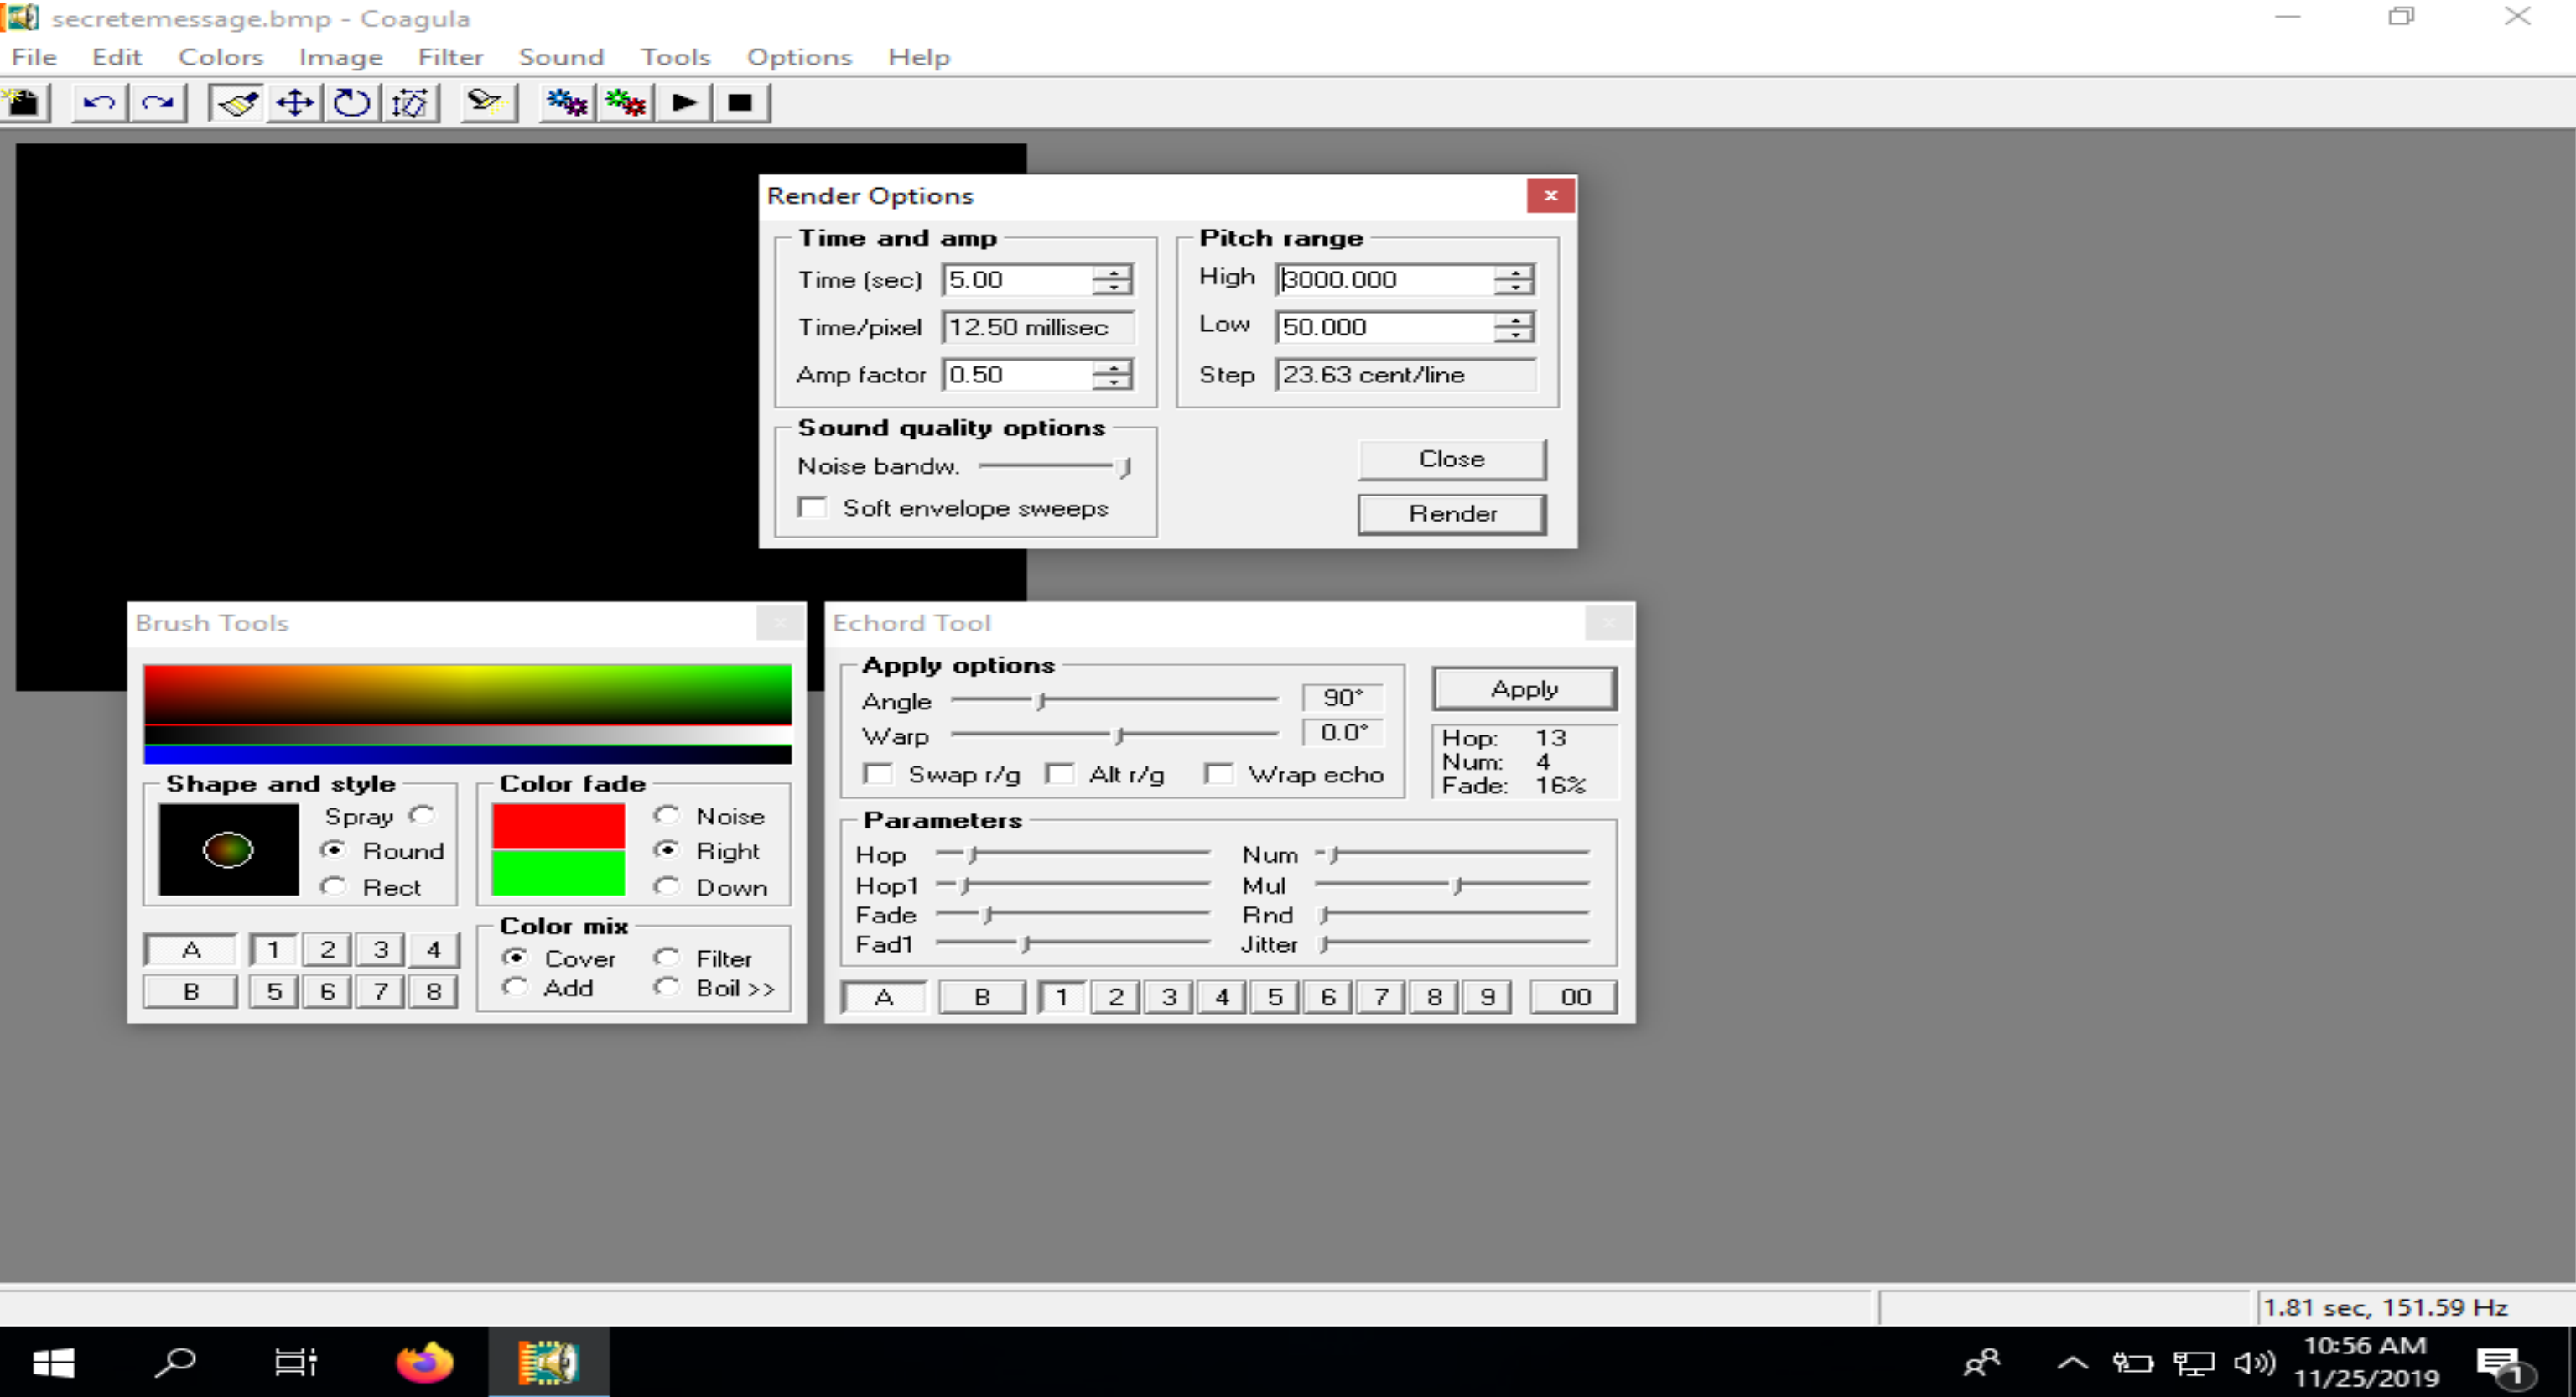 secretemessage.bmp - Coagula
File Edit Colors Image Filter Sound Tools Options Help
Render Options
Time and amp
Time (sec) 5.00
Time/pixel 12.50 millisec
Amp factor 0.50
Pitch range
High 3000.000
Low 50.000
Step 23.63 cent/line
Sound quality options
Noise bandw.
Soft envelope sweeps
Close
Render
Brush Tools
Shape and style
Spray
Round
Rect
Color fade
Noise
Right
Down
A 1 2 3 4
B 5 6 7 8
Color mix
Cover Filter
Add Boil >>
Echord Tool
Apply options
Angle 90°
Warp 0.0°
Swap r/g Alt r/g Wrap echo
Apply
Hop: 13
Num: 4
Fade: 16%
Parameters
Hop Num
Hop1 Mul
Fade Rnd
Fad1 Jitter
A B 1 2 3 4 5 6 7 8 9 00
1.81 sec, 151.59 Hz
10:56 AM
11/25/2019
1